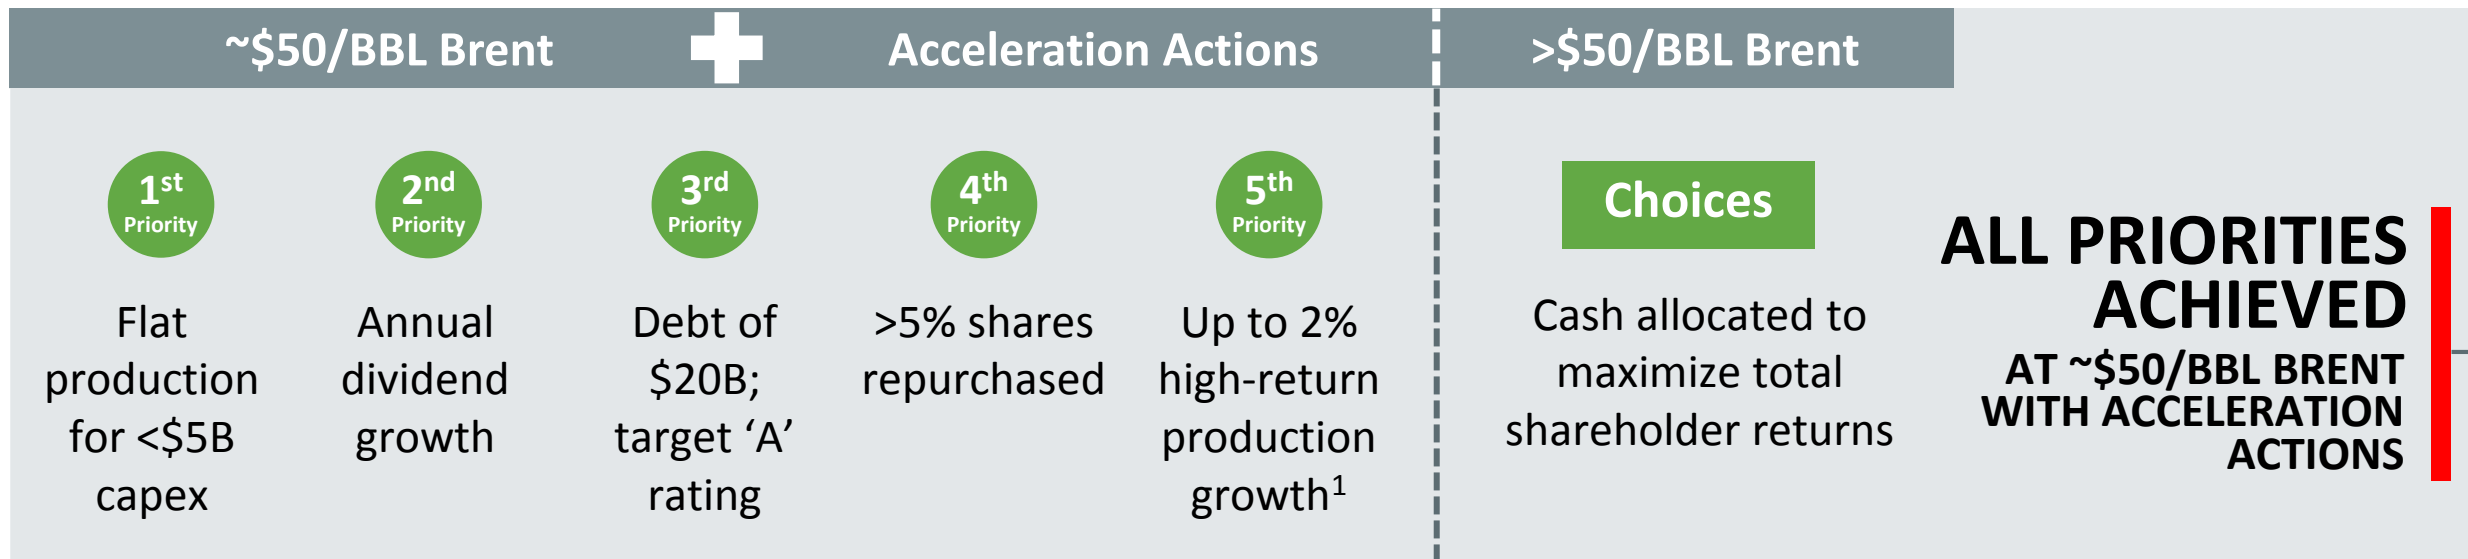 ~$50/BBL Brent
Acceleration Actions
>$50/BBL Brent
1st
Priority
Flat
production
for <$5B
capex
2nd
Priority
Annual
dividend
growth
3rd
Priority
Debt of
$20B;
target ‘A’
rating
4th
Priority
>5% shares
repurchased
5th
Priority
Up to 2%
high-return
production
growth1
Choices
Cash allocated to
maximize total
shareholder returns
ALL PRIORITIES
ACHIEVED
AT ~$50/BBL BRENT
WITH ACCELERATION
ACTIONS